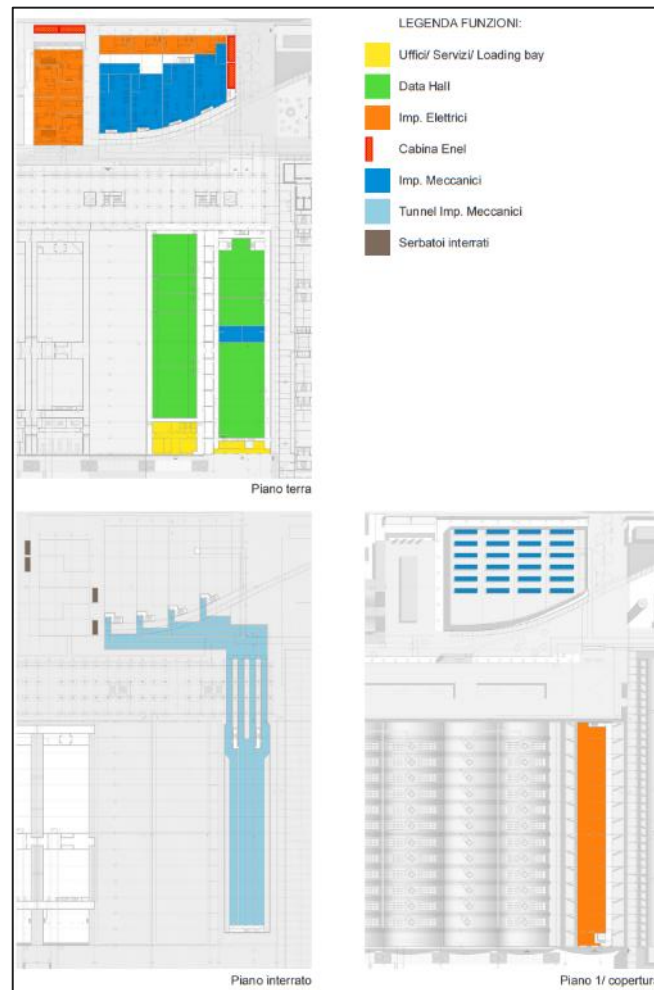 LEGENDA FUNZIONI:
Uffici/ Servizi/ Loading bay
Data Hall
Imp. Elettrici
Cabina Enel
Imp. Meccanici
Tunnel Imp. Meccanici
Serbatoi interrati
Piano terra
Piano interrato
Piano 1/ copertura